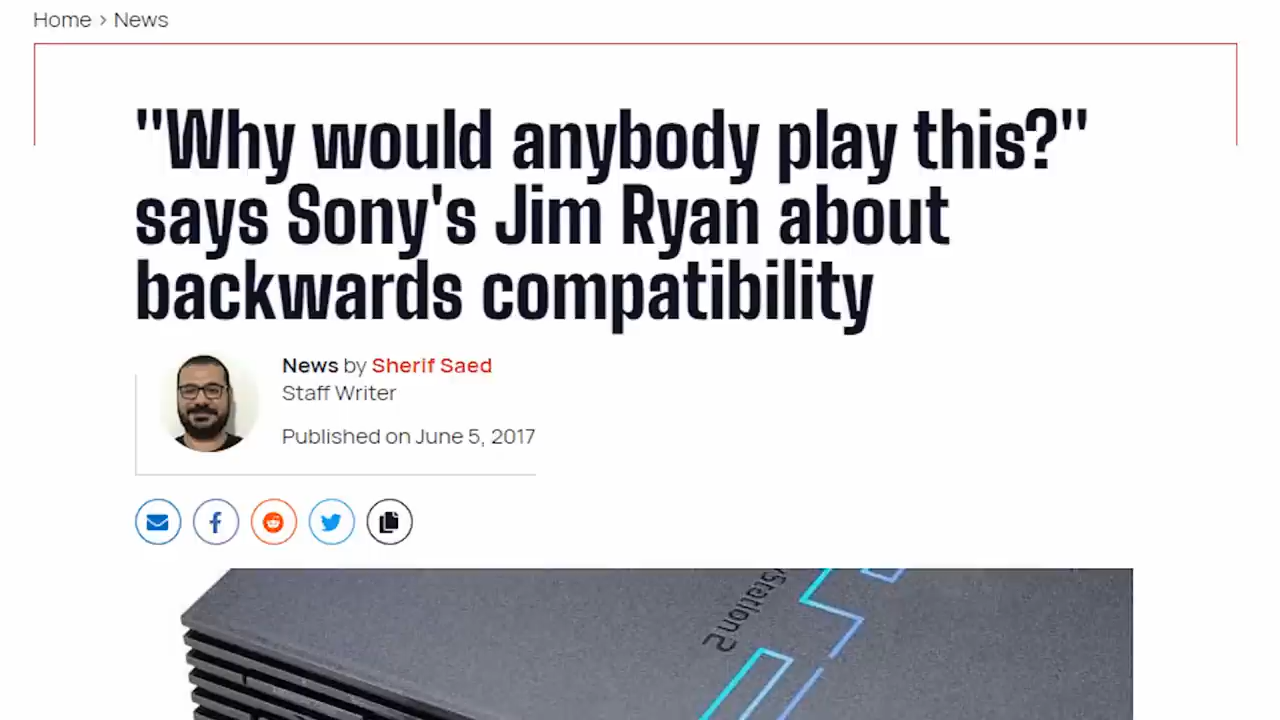 Home > News
"Why would anybody play this?"
says Sony's Jim Ryan about
backwards compatibility
News by Sherif Saed
Staff Writer
Published on June 5, 2017
yStation2